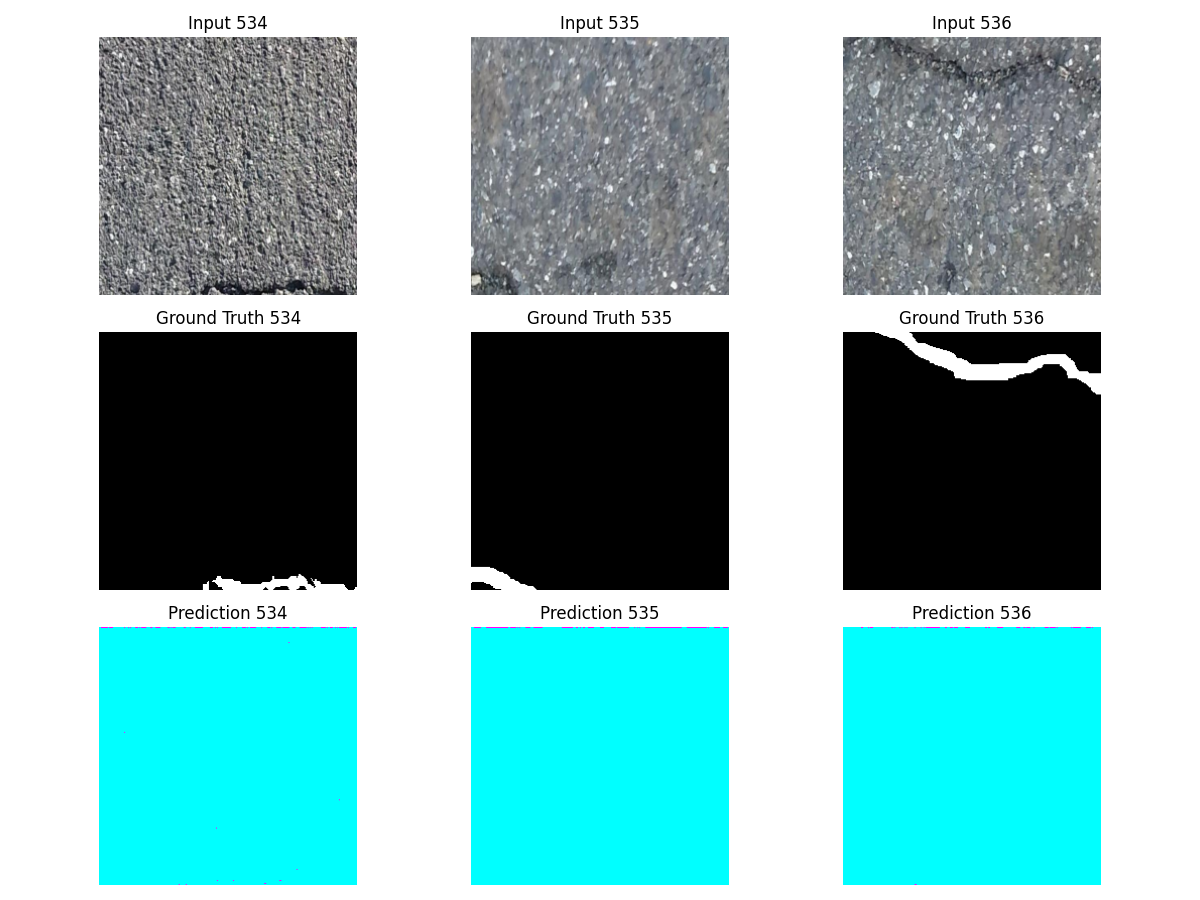 Input 534
Input 535
Input 536
Ground Truth 534
Ground Truth 535
Ground Truth 536
Prediction 534
Prediction 535
Prediction 536